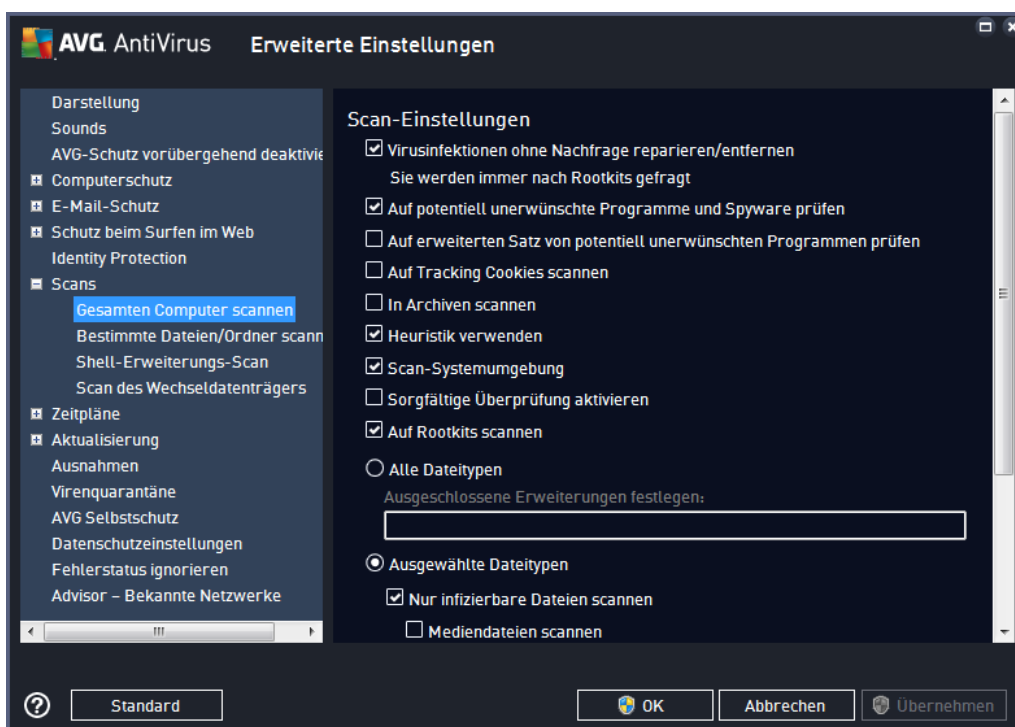 AVG. AntiVirus Erweiterte Einstellungen
Darstellung
Sounds
AVG-Schutz vorübergehend deaktivie
Computerschutz
E-Mail-Schutz
Schutz beim Surfen im Web
Identity Protection
Scans
Gesamten Computer scannen
Bestimmte Dateien/Ordner scann
Shell-Erweiterungs-Scan
Scan des Wechseldatenträgers
Zeitpläne
Aktualisierung
Ausnahmen
Virenquarantäne
AVG Selbstschutz
Datenschutzeinstellungen
Fehlerstatus ignorieren
Advisor – Bekannte Netzwerke
Scan-Einstellungen
Virusinfektionen ohne Nachfrage reparieren/entfernen
Sie werden immer nach Rootkits gefragt
Auf potentiell unerwünschte Programme und Spyware prüfen
Auf erweiterten Satz von potentiell unerwünschten Programmen prüfen
Auf Tracking Cookies scannen
In Archiven scannen
Heuristik verwenden
Scan-Systemumgebung
Sorgfältige Überprüfung aktivieren
Auf Rootkits scannen
Alle Dateitypen
Ausgeschlossene Erweiterungen festlegen:
Ausgewählte Dateitypen
Nur infizierbare Dateien scannen
Mediendateien scannen
? Standard OK Abbrechen Übernehmen